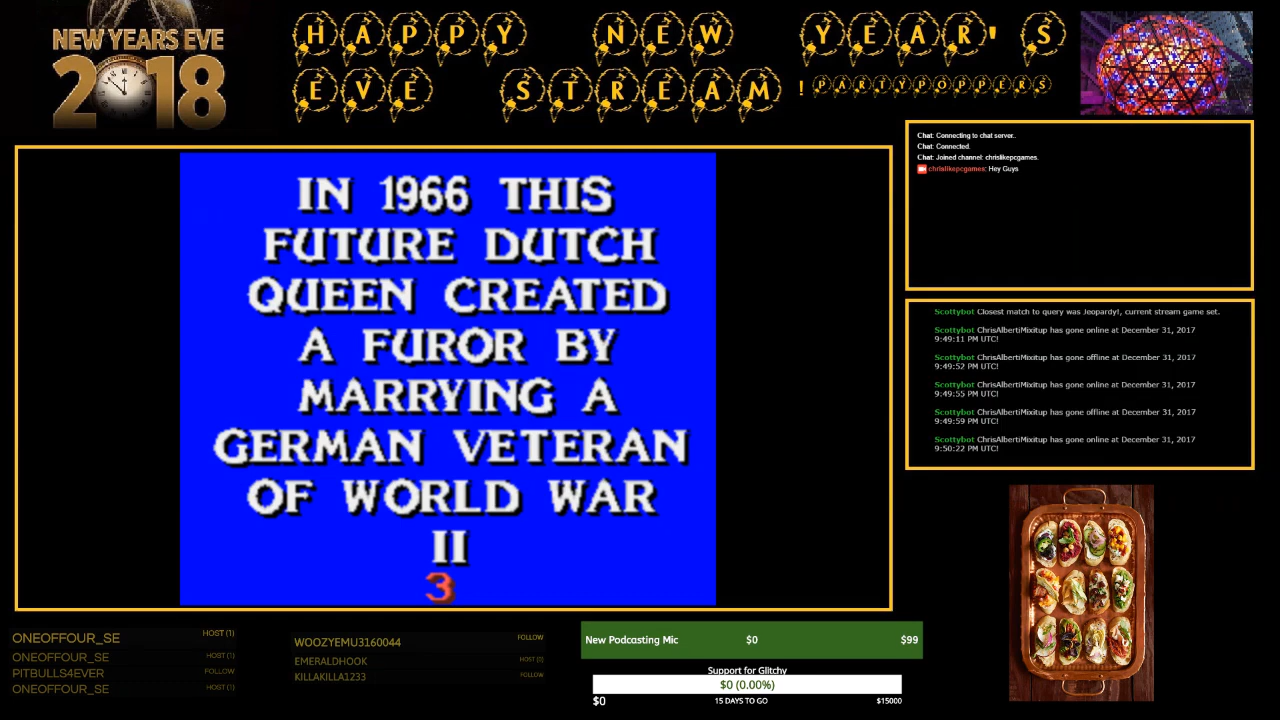 NEW YEARS EVE
2018
HAPPY NEW YEAR'S
EVE STREAM !PARTYPOPPERS
Chat: Connecting to chat server..
Chat: Connected.
Chat: Joined channel: chrislikepcgames.
chrislikepcgames: Hey Guys
IN 1966 THIS
FUTURE DUTCH
QUEEN CREATED
A FUROR BY
MARRYING A
GERMAN VETERAN
OF WORLD WAR
II
3
Scottybot Closest match to query was Jeopardy!, current stream game set.
Scottybot ChrisAlbertiMixitup has gone online at December 31, 2017
9:49:11 PM UTC!
Scottybot ChrisAlbertiMixitup has gone offline at December 31, 2017
9:49:52 PM UTC!
Scottybot ChrisAlbertiMixitup has gone online at December 31, 2017
9:49:55 PM UTC!
Scottybot ChrisAlbertiMixitup has gone offline at December 31, 2017
9:49:59 PM UTC!
Scottybot ChrisAlbertiMixitup has gone online at December 31, 2017
9:50:22 PM UTC!
ONEOFFOUR_SE HOST (1)
ONEOFFOUR_SE HOST (1)
PITBULLS4EVER FOLLOW
ONEOFFOUR_SE HOST (1)
WOOZYEMU3160044 FOLLOW
EMERALDHOOK HOST (0)
KILLAKILLA1233 FOLLOW
New Podcasting Mic $0 $99
Support for Glitchy
$0 (0.00%)
$0 15 DAYS TO GO $15000